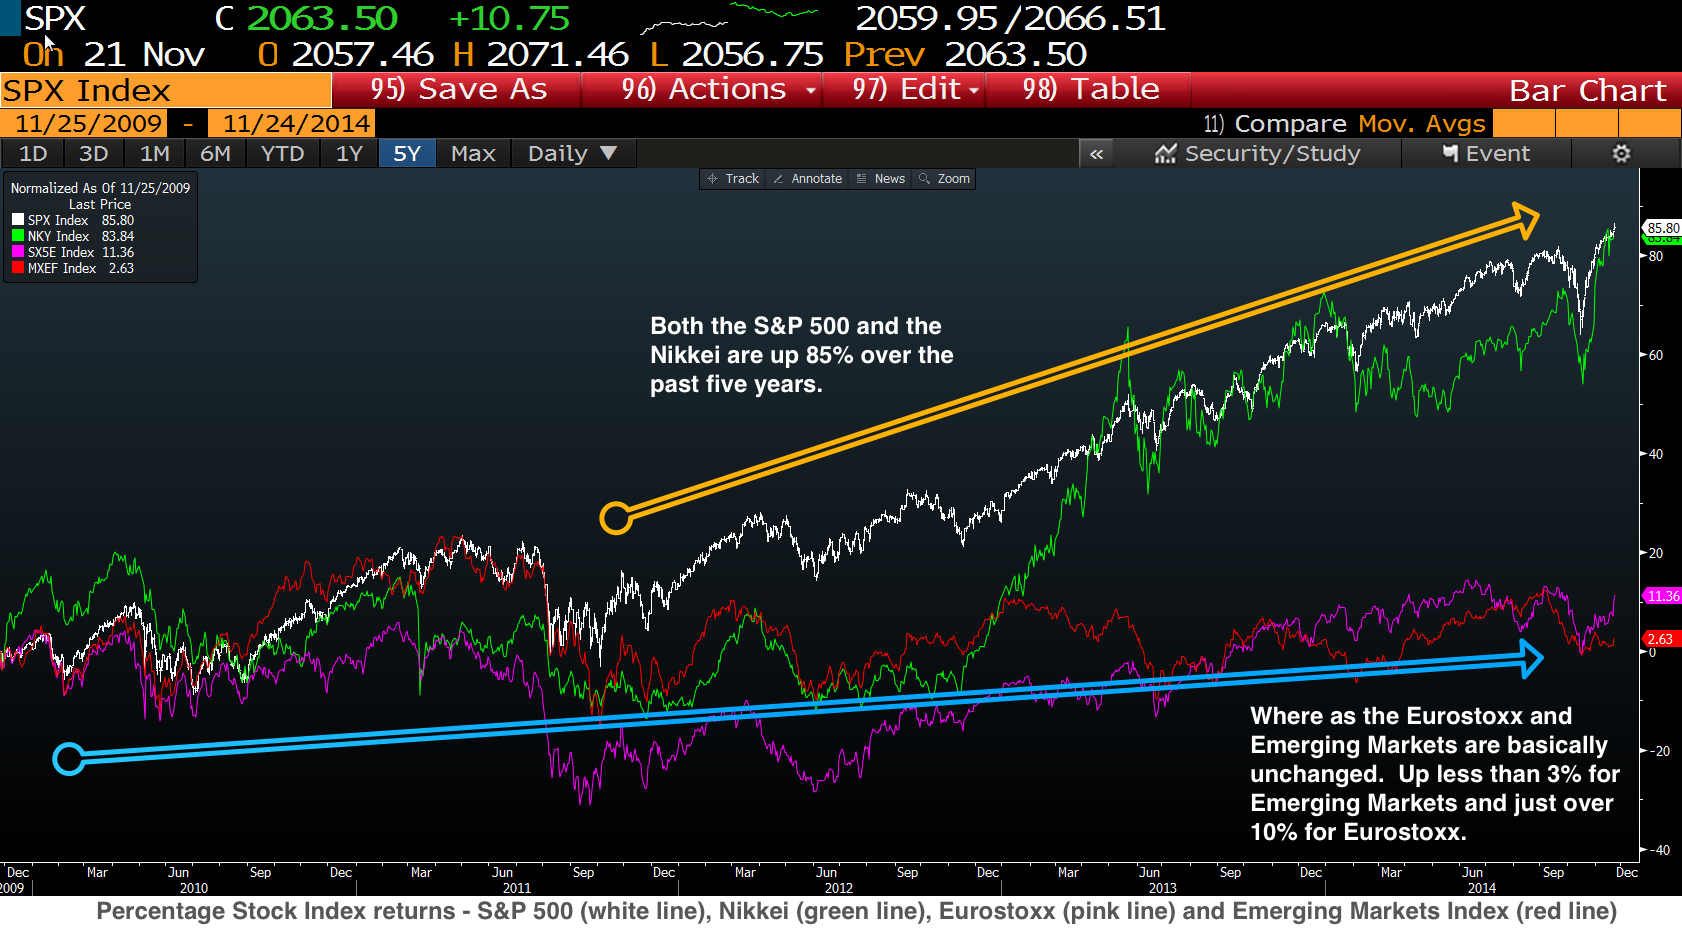 SPX C 2063.50 +10.75 2059.95/2066.51
On 21 Nov O 2057.46 H 2071.46 L 2056.75 Prev 2063.50
SPX Index 95) Save As 96) Actions 97) Edit 98) Table Bar Chart
11/25/2009 - 11/24/2014 11) Compare Mov. Avgs
1D 3D 1M 6M YTD 1Y 5Y Max Daily ▼ « Security/Study Event
Track Annotate News Zoom
Normalized As Of 11/25/2009
Last Price
SPX Index 85.80
NKY Index 83.84
SX5E Index 11.36
MXEF Index 2.63
Both the S&P 500 and the
Nikkei are up 85% over the
past five years.
85.80
83.84
80
60
40
20
11.36
2.63
0
-20
-40
Where as the Eurostoxx and
Emerging Markets are basically
unchanged. Up less than 3% for
Emerging Markets and just over
10% for Eurostoxx.
Dec Mar Jun Sep Dec Mar Jun Sep Dec Mar Jun Sep Dec Mar Jun Sep Dec Mar Jun Sep Dec
2009 2010 2011 2012 2013 2014
Percentage Stock Index returns - S&P 500 (white line), Nikkei (green line), Eurostoxx (pink line) and Emerging Markets Index (red line)